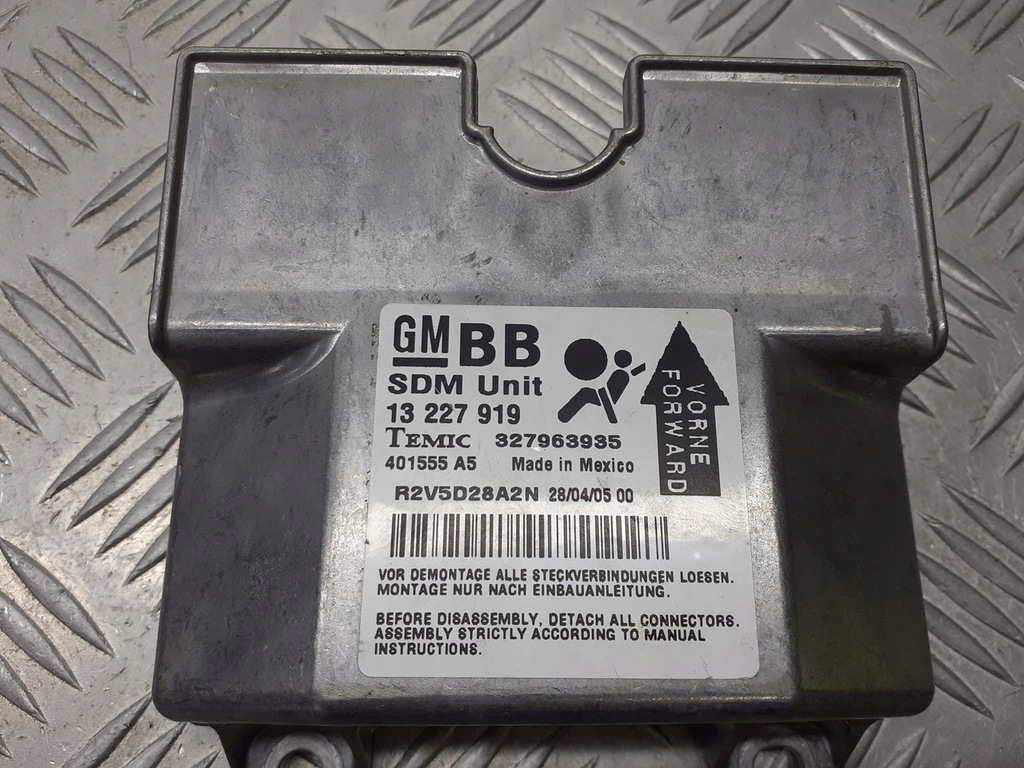 GM BB
SDM Unit
13 227 919
TEMIC 327963935
401555 A5 Made in Mexico
R2V5D28A2N 28/04/05 00
VORNE
FORWARD
VOR DEMONTAGE ALLE STECKVERBINDUNGEN LOESEN.
MONTAGE NUR NACH EINBAUANLEITUNG.
BEFORE DISASSEMBLY, DETACH ALL CONNECTORS.
ASSEMBLY STRICTLY ACCORDING TO MANUAL
INSTRUCTIONS.